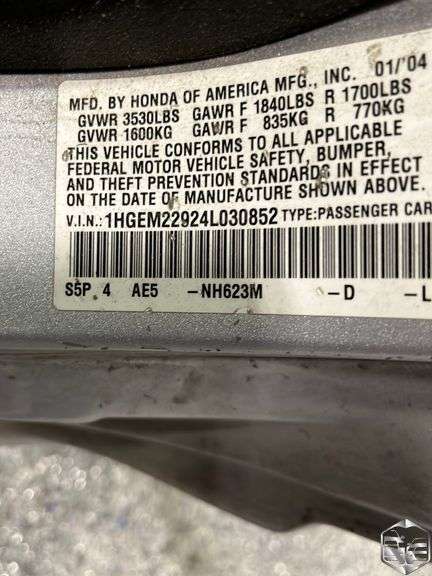 MFD. BY HONDA OF AMERICA MFG., INC. 01/'04
GVWR 3530LBS GAWR F 1840LBS R 1700LBS
GVWR 1600KG GAWR F 835KG R 770KG
THIS VEHICLE CONFORMS TO ALL APPLICABLE
FEDERAL MOTOR VEHICLE SAFETY, BUMPER,
AND THEFT PREVENTION STANDARDS IN EFFECT
ON THE DATE OF MANUFACTURE SHOWN ABOVE.
V.I.N.: 1HGEM22924L030852 TYPE:PASSENGER CAR
S5P 4 AE5 -NH623M -D -L